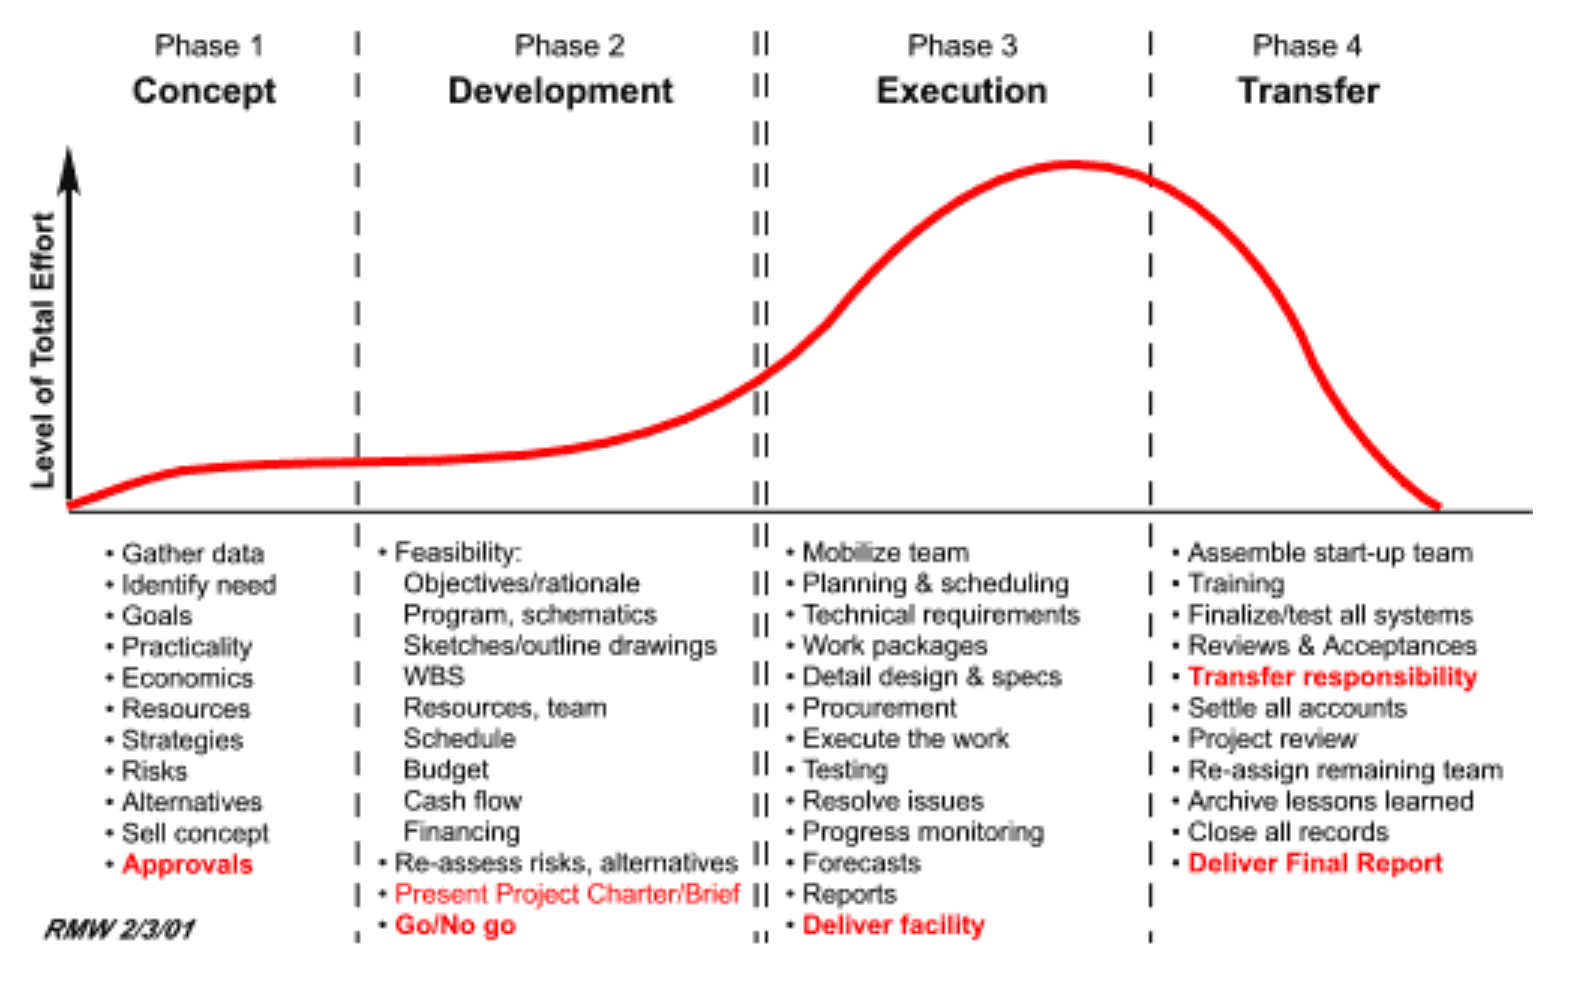 Phase 1
Concept
Phase 2
Development
Phase 3
Execution
Phase 4
Transfer
Level of Total Effort
• Gather data
• Identify need
• Goals
• Practicality
• Economics
• Resources
• Strategies
• Risks
• Alternatives
• Sell concept
• Approvals
• Feasibility:
Objectives/rationale
Program, schematics
Sketches/outline drawings
WBS
Resources, team
Schedule
Budget
Cash flow
Financing
• Re-assess risks, alternatives
• Present Project Charter/Brief
• Go/No go
• Mobilize team
• Planning & scheduling
• Technical requirements
• Work packages
• Detail design & specs
• Procurement
• Execute the work
• Testing
• Resolve issues
• Progress monitoring
• Forecasts
• Reports
• Deliver facility
• Assemble start-up team
• Training
• Finalize/test all systems
• Reviews & Acceptances
• Transfer responsibility
• Settle all accounts
• Project review
• Re-assign remaining team
• Archive lessons learned
• Close all records
• Deliver Final Report
RMW 2/3/01